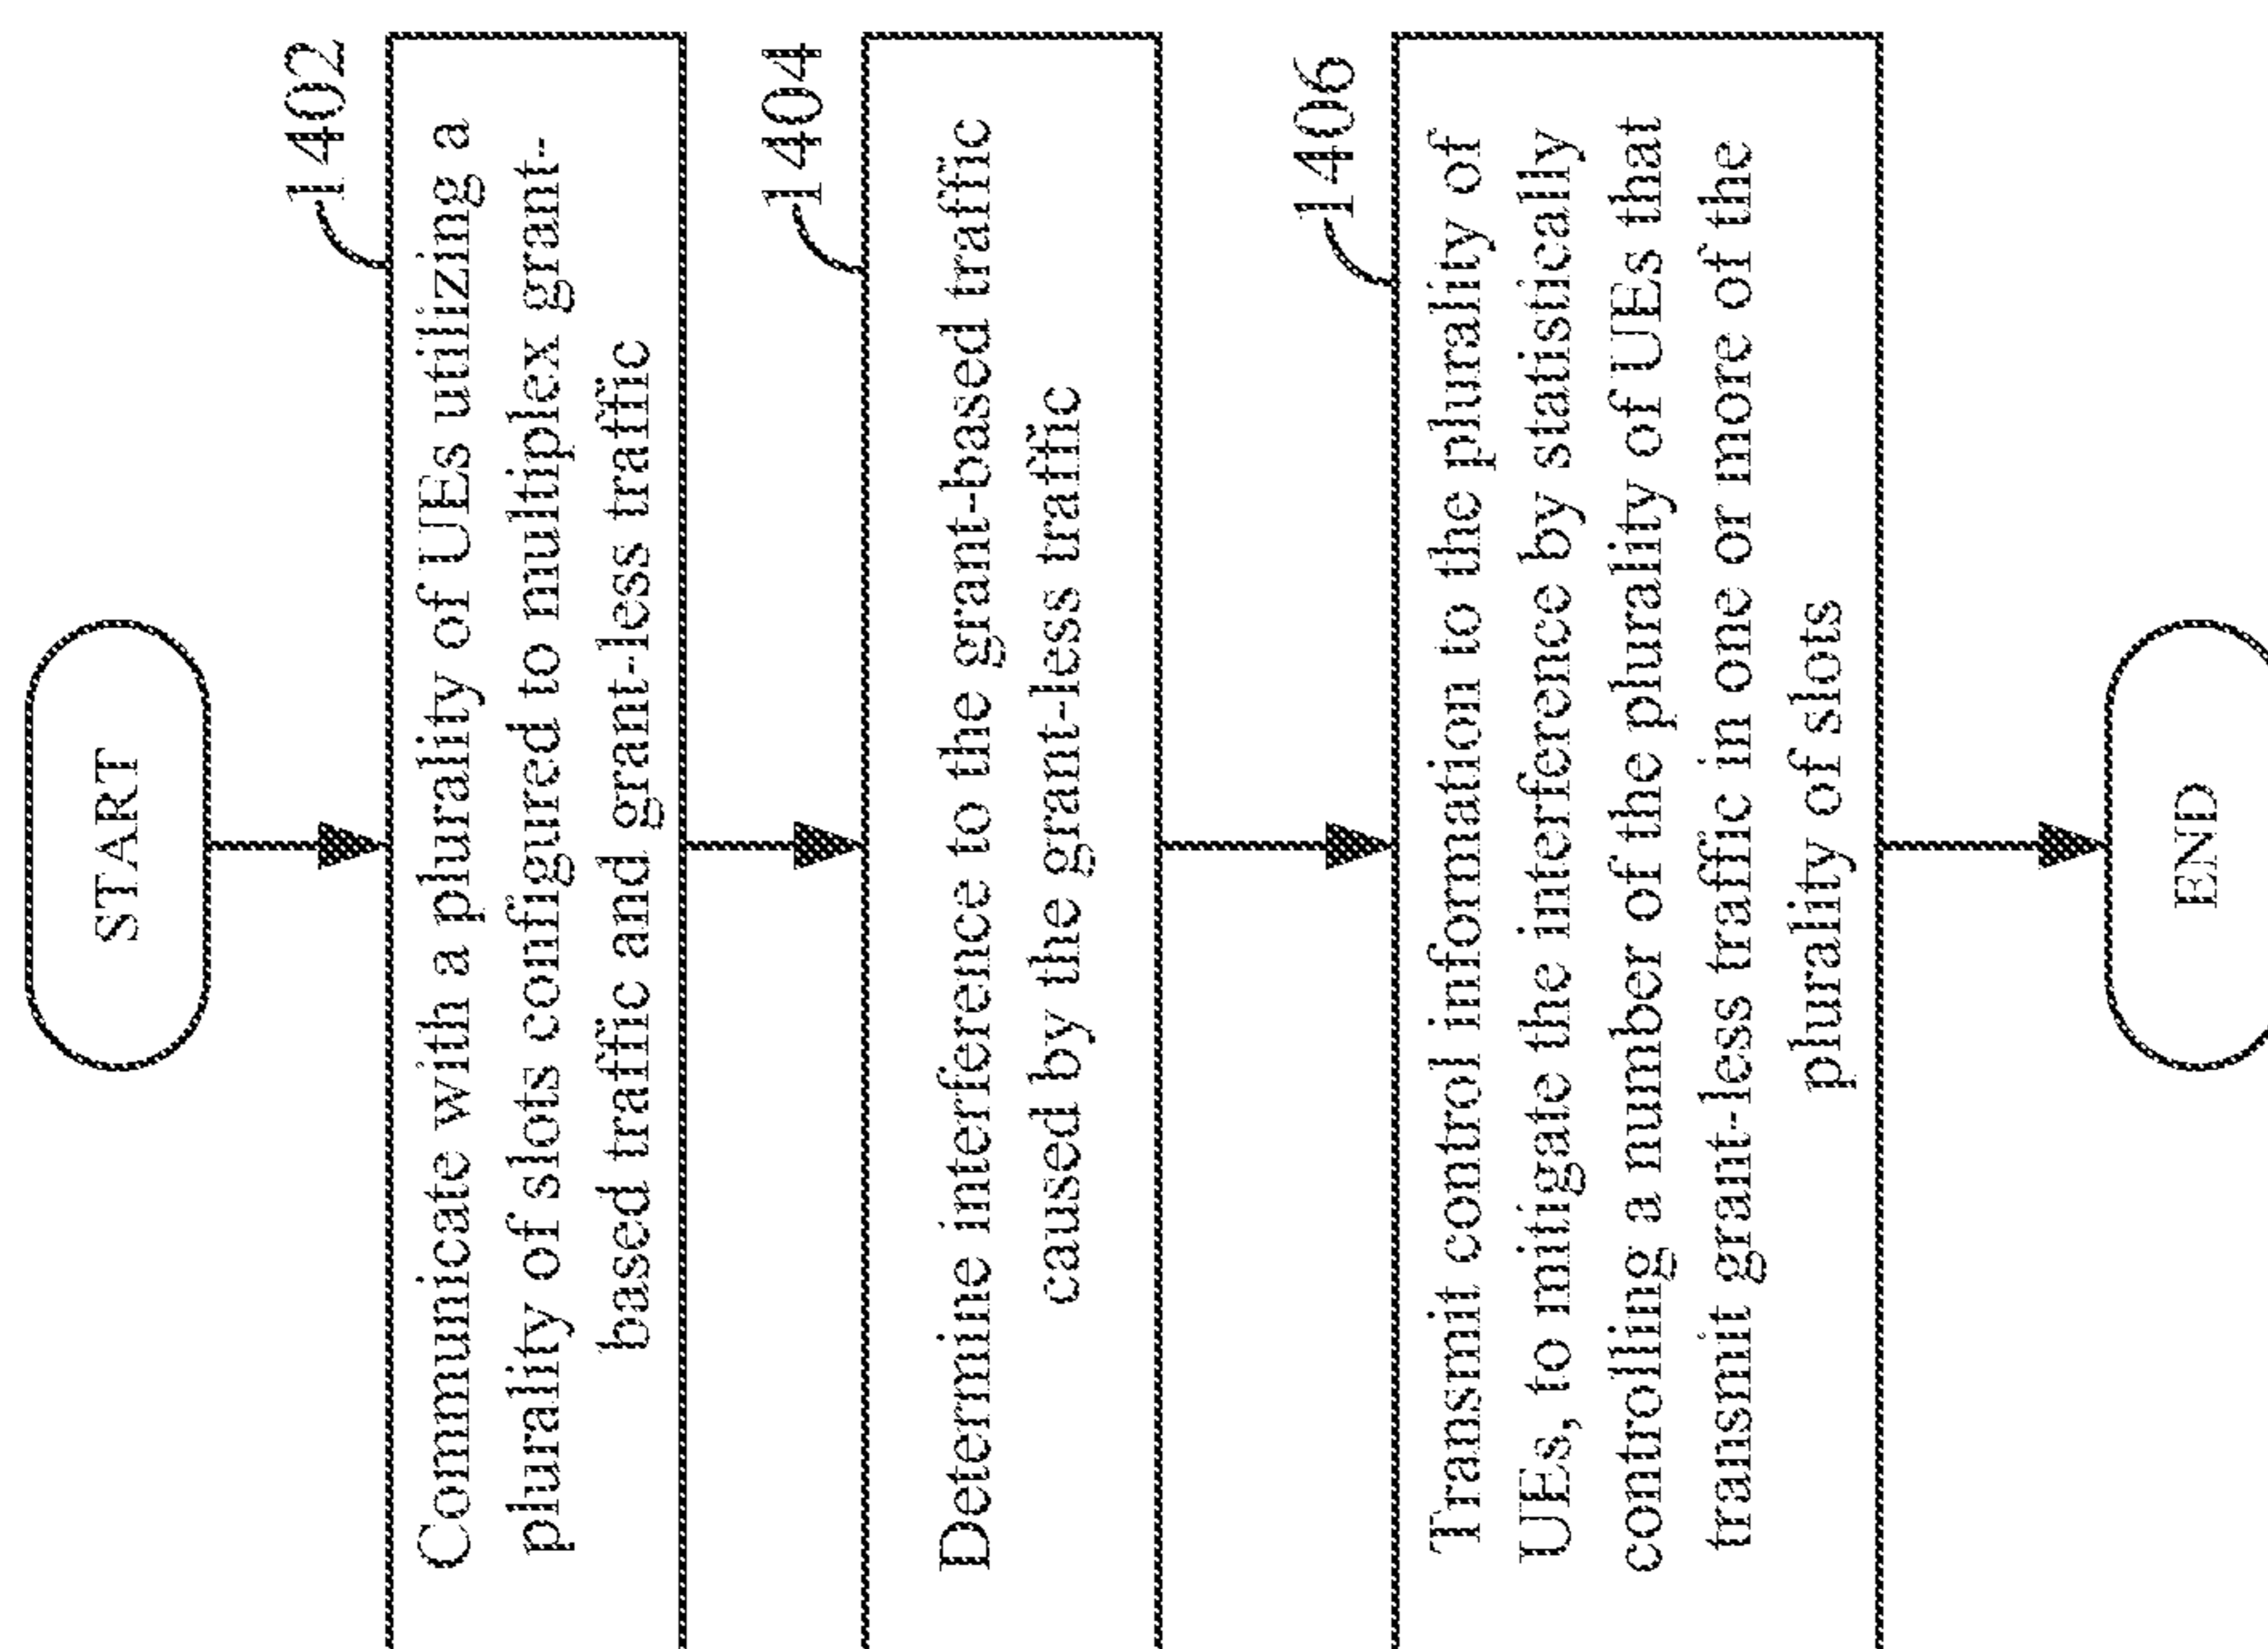 START
1402
Communicate with a plurality of UEs utilizing a
plurality of slots configured to multiplex grant-
based traffic and grant-less traffic
1404
Determine interference to the grant-based traffic
caused by the grant-less traffic
1406
Transmit control information to the plurality of
UEs, to mitigate the interference by statistically
controlling a number of the plurality of UEs that
transmit grant-less traffic in one or more of the
plurality of slots
END